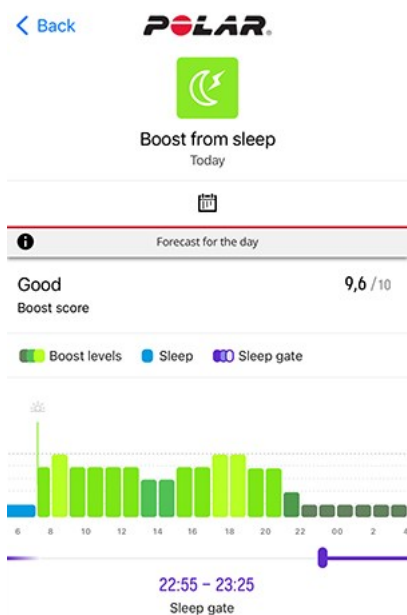 Back
POLAR
Boost from sleep
Today
Forecast for the day
Good
9,6 /10
Boost score
Boost levels Sleep Sleep gate
6 8 10 12 14 16 18 20 22 00 2 4
22:55 – 23:25
Sleep gate